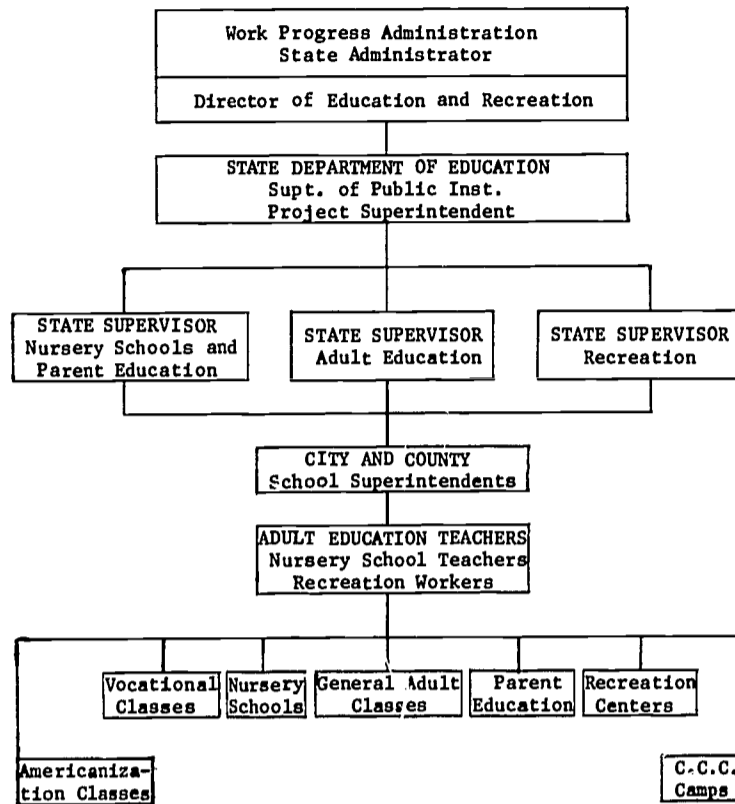 Work Progress Administration
State Administrator
Director of Education and Recreation
STATE DEPARTMENT OF EDUCATION
Supt. of Public Inst.
Project Superintendent
STATE SUPERVISOR
Nursery Schools and
Parent Education
STATE SUPERVISOR
Adult Education
STATE SUPERVISOR
Recreation
CITY AND COUNTY
School Superintendents
ADULT EDUCATION TEACHERS
Nursery School Teachers
Recreation Workers
Vocational
Classes
Nursery
Schools
General Adult
Classes
Parent
Education
Recreation
Centers
Americaniza-
tion Classes
C.C.C.
Camps